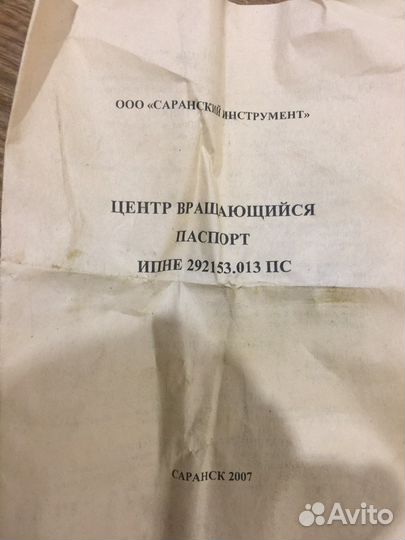 ООО «САРАНСКИЙ ИНСТРУМЕНТ»
ЦЕНТР ВРАЩАЮЩИЙСЯ
ПАСПОРТ
ИПНЕ 292153.013 ПС
САРАНСК 2007
Avito